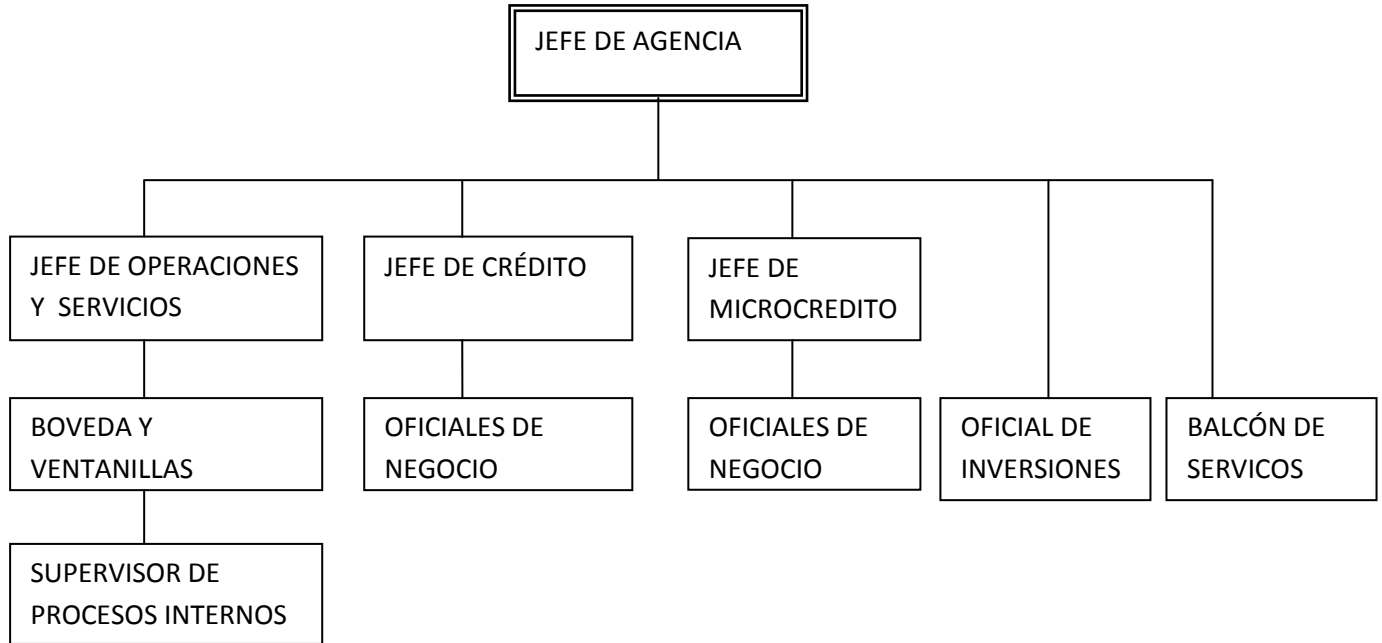 JEFE DE AGENCIA
JEFE DE OPERACIONES
Y SERVICIOS
JEFE DE CRÉDITO
JEFE DE
MICROCREDITO
BOVEDA Y
VENTANILLAS
OFICIALES DE
NEGOCIO
OFICIALES DE
NEGOCIO
OFICIAL DE
INVERSIONES
BALCÓN DE
SERVICOS
SUPERVISOR DE
PROCESOS INTERNOS